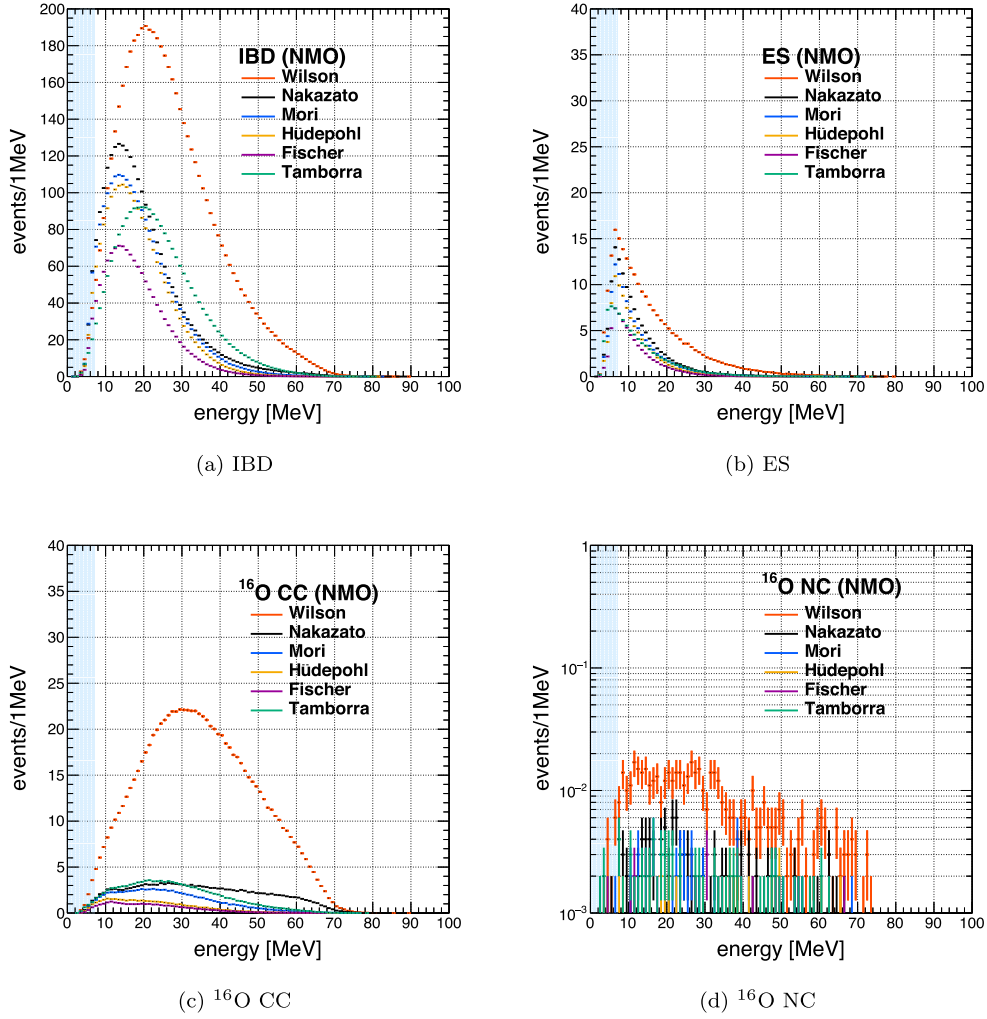 200
180
160
140
120
100
80
60
40
20
0
events/1MeV
IBD (NMO)
Wilson
Nakazato
Mori
Hüdepohl
Fischer
Tamborra
0 10 20 30 40 50 60 70 80 90 100
energy [MeV]
(a) IBD
40
35
30
25
20
15
10
5
0
events/1MeV
ES (NMO)
Wilson
Nakazato
Mori
Hüdepohl
Fischer
Tamborra
0 10 20 30 40 50 60 70 80 90 100
energy [MeV]
(b) ES
40
35
30
25
20
15
10
5
0
events/1MeV
¹⁶O CC (NMO)
Wilson
Nakazato
Mori
Hüdepohl
Fischer
Tamborra
0 10 20 30 40 50 60 70 80 90 100
energy [MeV]
(c) ¹⁶O CC
1
10⁻¹
10⁻²
10⁻³
events/1MeV
¹⁶O NC (NMO)
Wilson
Nakazato
Mori
Hüdepohl
Fischer
Tamborra
0 10 20 30 40 50 60 70 80 90 100
energy [MeV]
(d) ¹⁶O NC